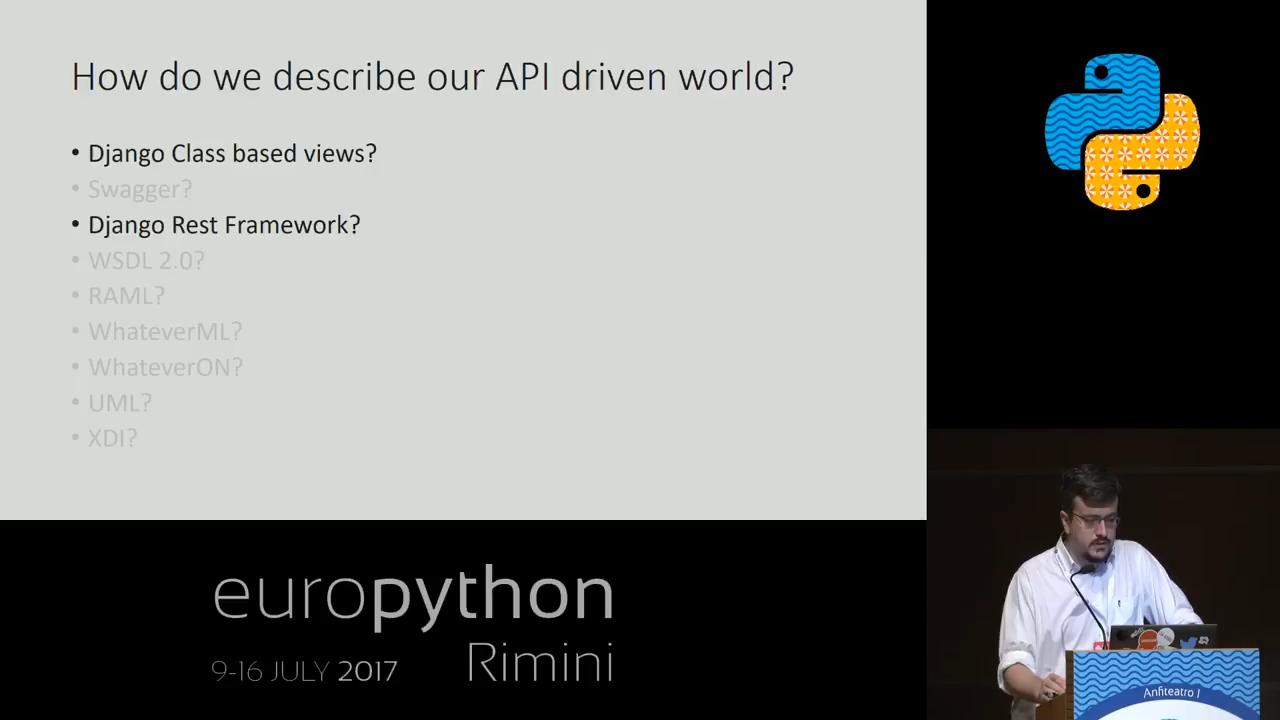 How do we describe our API driven world?
• Django Class based views?
• Swagger?
• Django Rest Framework?
• WSDL 2.0?
• RAML?
• WhateverML?
• WhateverON?
• UML?
• XDI?
europython
9-16 JULY 2017 Rimini
Anfiteatro I